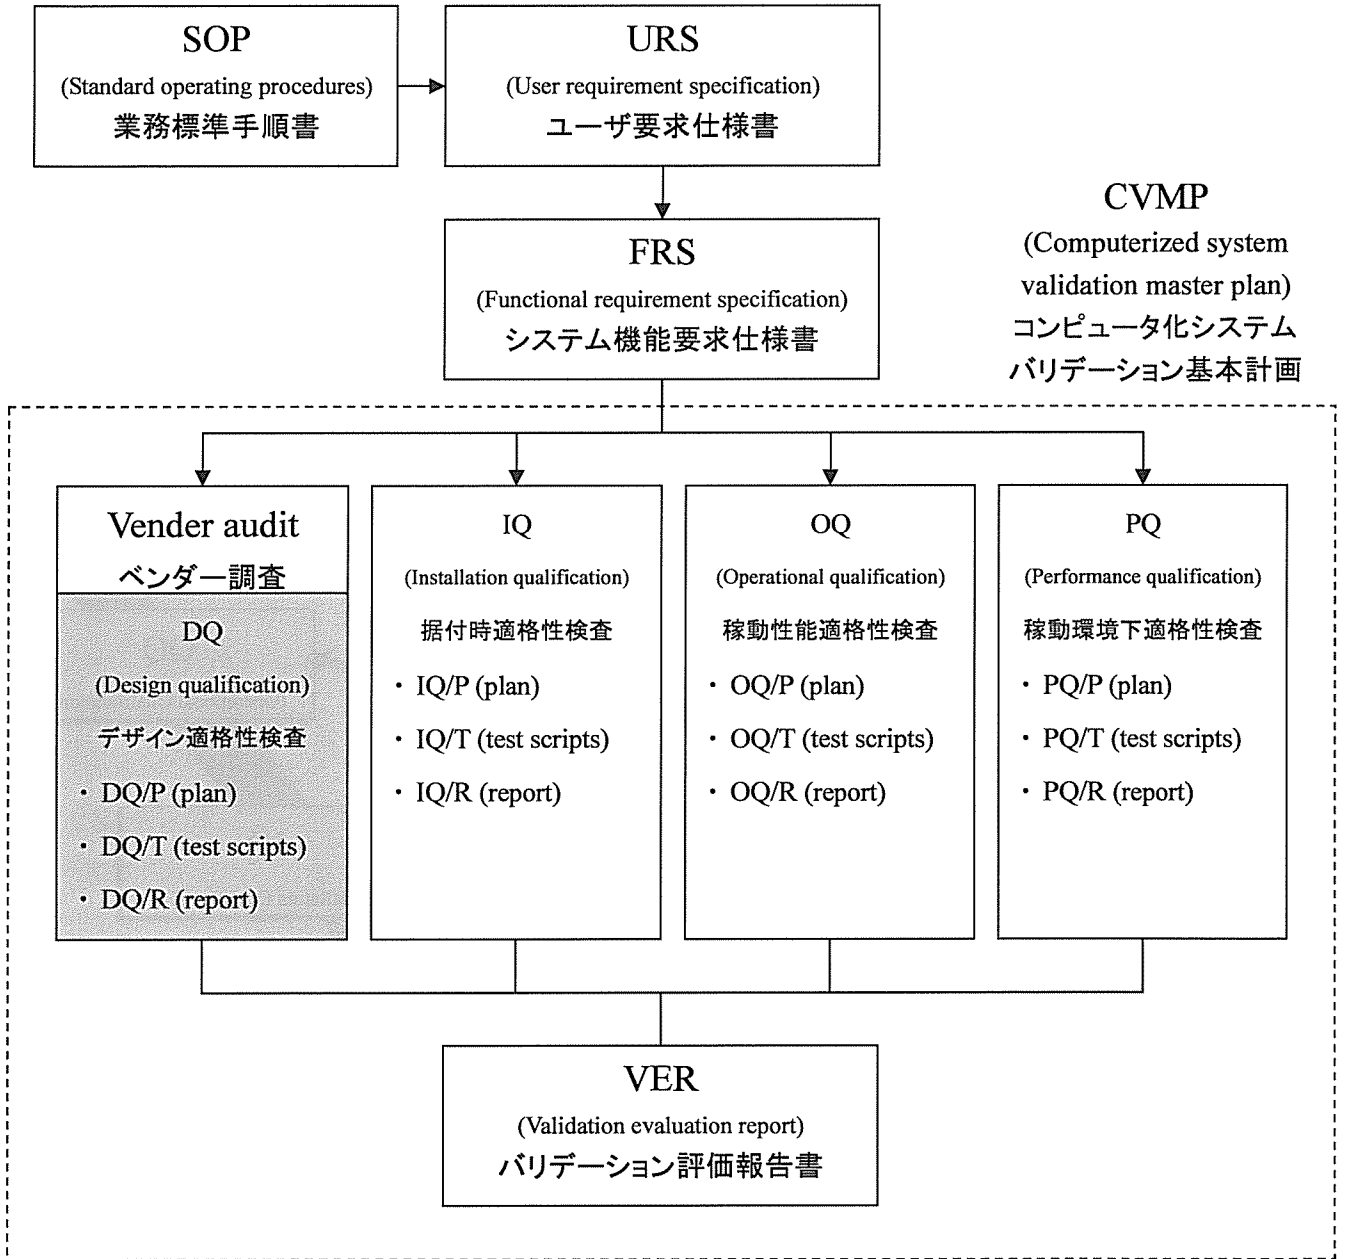 SOP
(Standard operating procedures)
業務標準手順書
URS
(User requirement specification)
ユーザ要求仕様書
FRS
(Functional requirement specification)
システム機能要求仕様書
CVMP
(Computerized system
validation master plan)
コンピュータ化システム
バリデーション基本計画
Vender audit
ベンダー調査
DQ
(Design qualification)
デザイン適格性検査
・ DQ/P (plan)
・ DQ/T (test scripts)
・ DQ/R (report)
IQ
(Installation qualification)
据付時適格性検査
・ IQ/P (plan)
・ IQ/T (test scripts)
・ IQ/R (report)
OQ
(Operational qualification)
稼動性能適格性検査
・ OQ/P (plan)
・ OQ/T (test scripts)
・ OQ/R (report)
PQ
(Performance qualification)
稼動環境下適格性検査
・ PQ/P (plan)
・ PQ/T (test scripts)
・ PQ/R (report)
VER
(Validation evaluation report)
バリデーション評価報告書